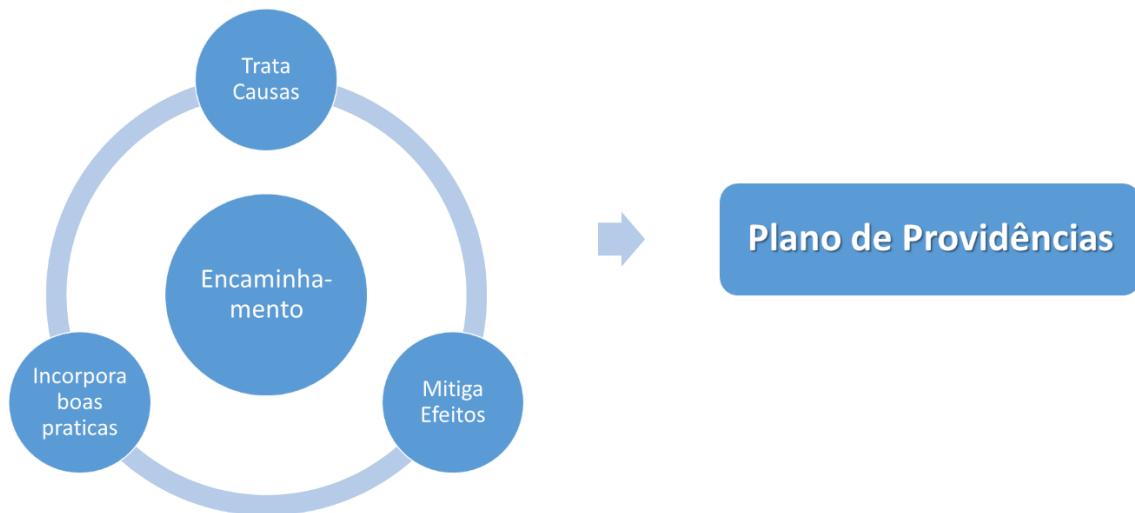 Trata
Causas
Encaminha-
mento
Plano de Providências
Incorpora
boas
praticas
Mitiga
Efeitos